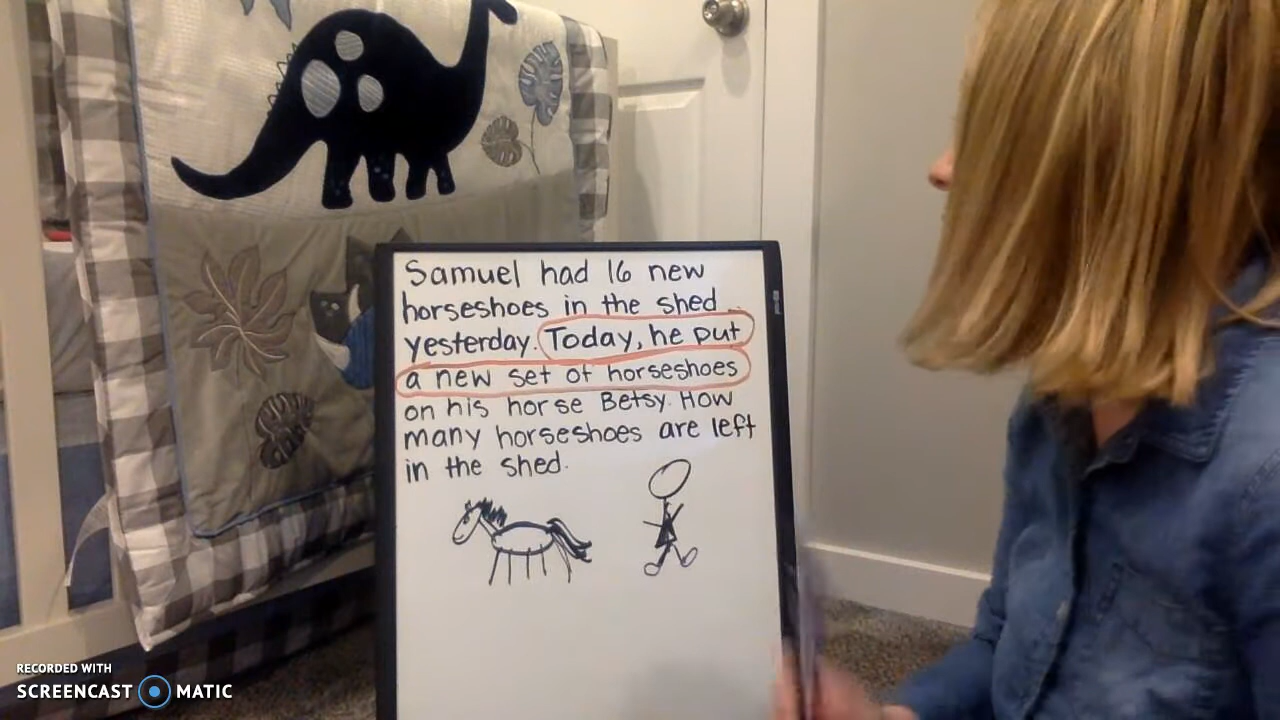 Samuel had 16 new
horseshoes in the shed
yesterday. Today, he put
a new set of horseshoes
on his horse Betsy. How
many horseshoes are left
in the shed.
RECORDED WITH
SCREENCAST MATIC